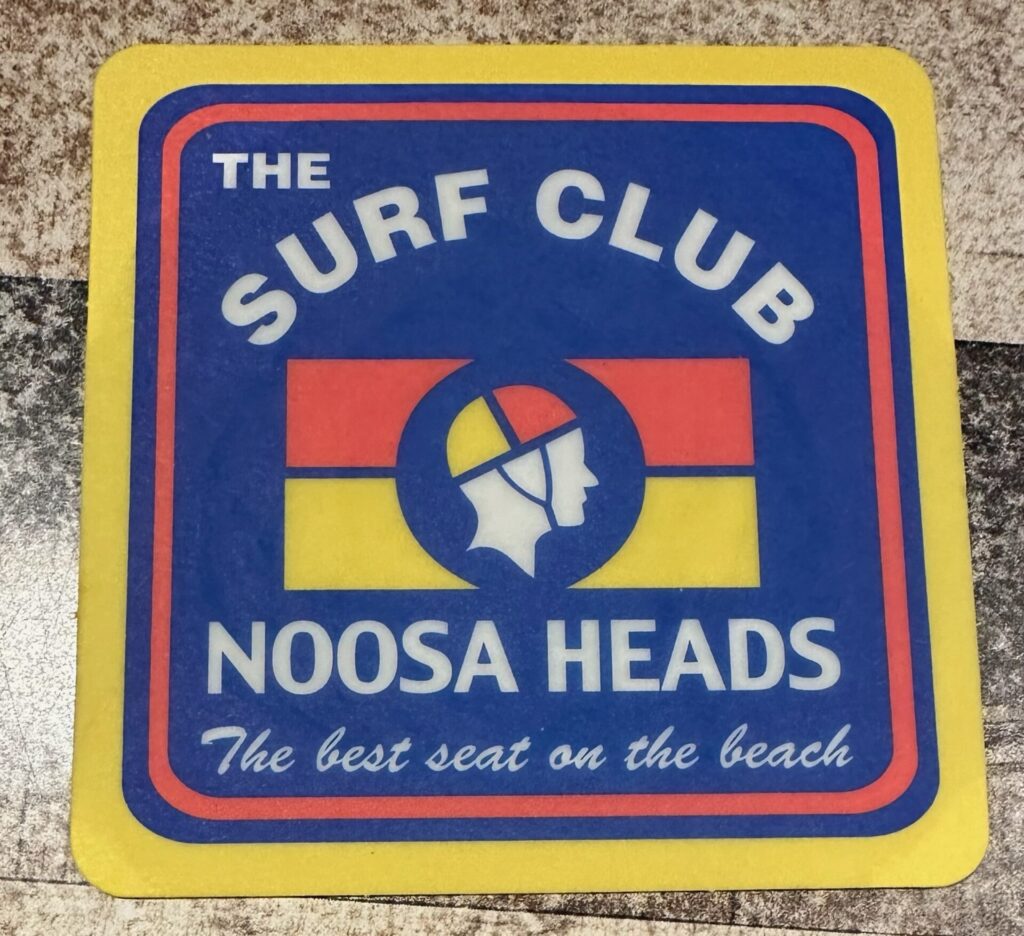 THE
SURF CLUB
NOOSA HEADS
The best seat on the beach